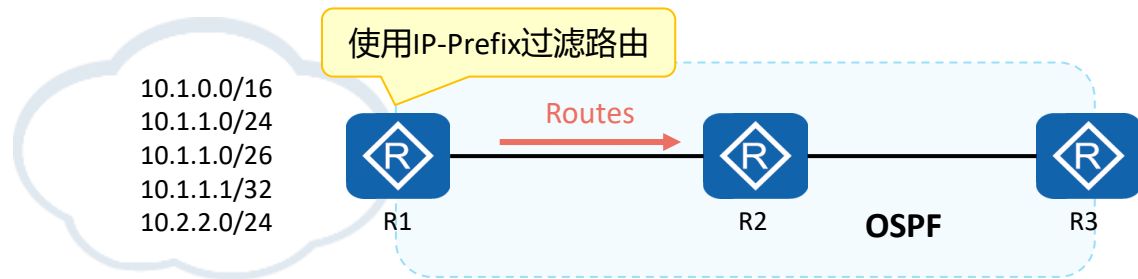 使用IP-Prefix过滤路由
10.1.0.0/16
10.1.1.0/24
10.1.1.0/26
10.1.1.1/32
10.2.2.0/24
Routes
R
R
R
R1
R2
OSPF
R3